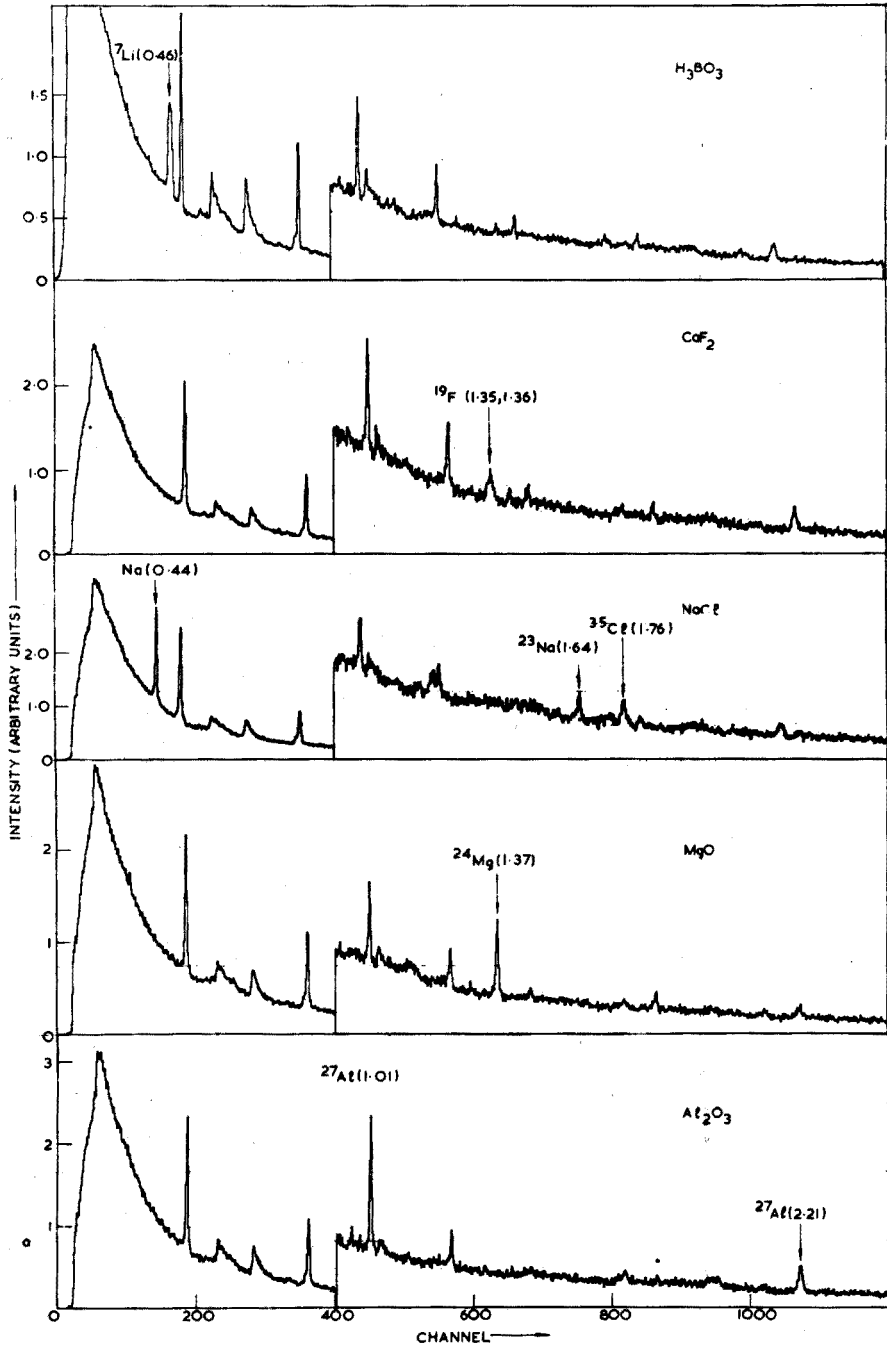 ⁷Li(0·46)
H₃BO₃
1.5
1.0
0.5
0
CaF₂
2.0
1.0
0
¹⁹F (1·35,1·36)
Na(0·44)
NaCl
³⁵Cl(1·76)
²³Na(1·64)
2.0
1.0
0
INTENSITY (ARBITRARY UNITS)
MgO
²⁴Mg(1·37)
2
1
0
²⁷Al(1·01)
Al₂O₃
²⁷Al(2·21)
3
2
1
0
0 200 400 600 800 1000
CHANNEL